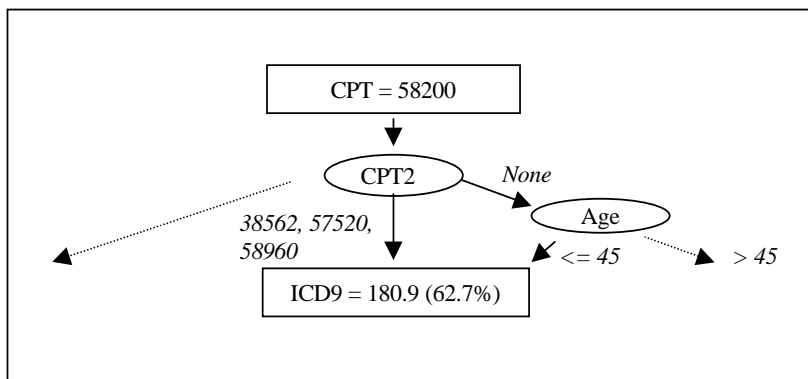 CPT = 58200
CPT2
None
Age
38562, 57520,
58960
<= 45
> 45
ICD9 = 180.9 (62.7%)